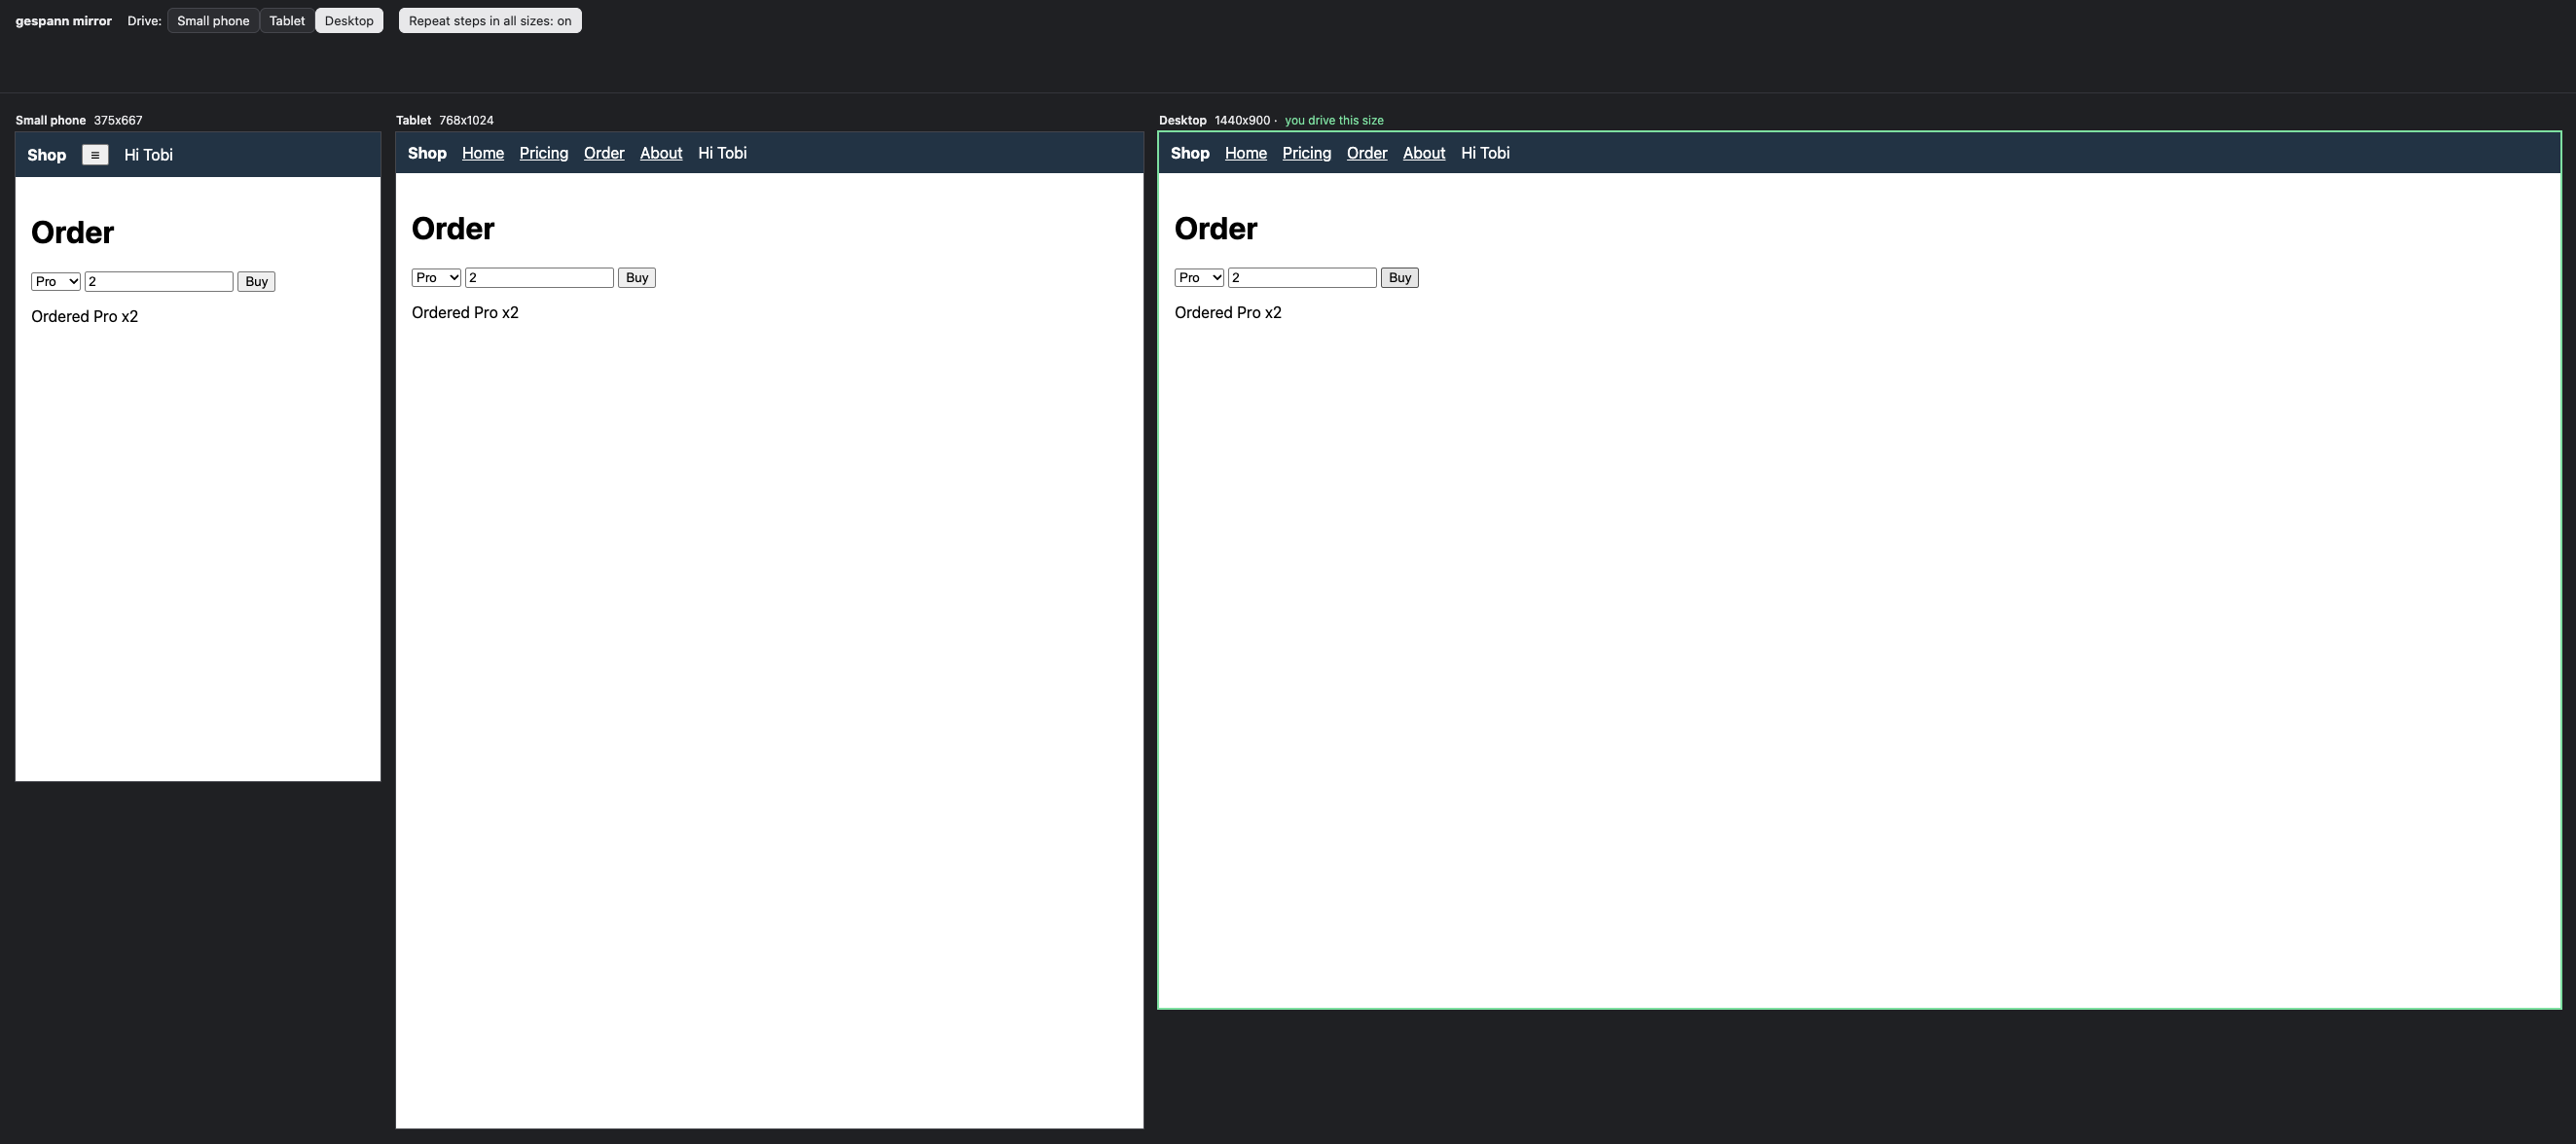 gespann mirror Drive: Small phone Tablet Desktop Repeat steps in all sizes: on
Small phone 375x667
Shop ≡ Hi Tobi
Order
Pro 2 Buy
Ordered Pro x2
Tablet 768x1024
Shop Home Pricing Order About Hi Tobi
Order
Pro 2 Buy
Ordered Pro x2
Desktop 1440x900 · you drive this size
Shop Home Pricing Order About Hi Tobi
Order
Pro 2 Buy
Ordered Pro x2